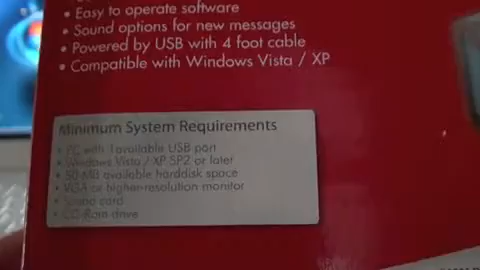 • Easy to operate software
• Sound options for new messages
• Powered by USB with 4 foot cable
• Compatible with Windows Vista / XP
Minimum System Requirements
• PC with 1available USB port
• Windows Vista / XP SP2 or later
• 50 MB available harddisk space
• VGA or higher-resolution monitor
• Sound card
• CD-Rom drive